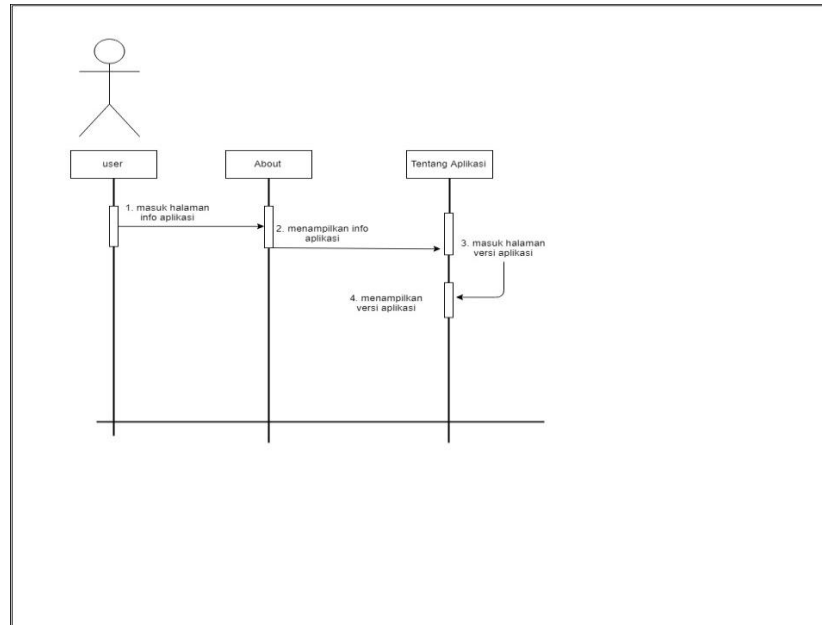 user
About
Tentang Aplikasi
1. masuk halaman
info aplikasi
2. menampilkan info
aplikasi
3. masuk halaman
versi aplikasi
4. menampilkan
versi aplikasi